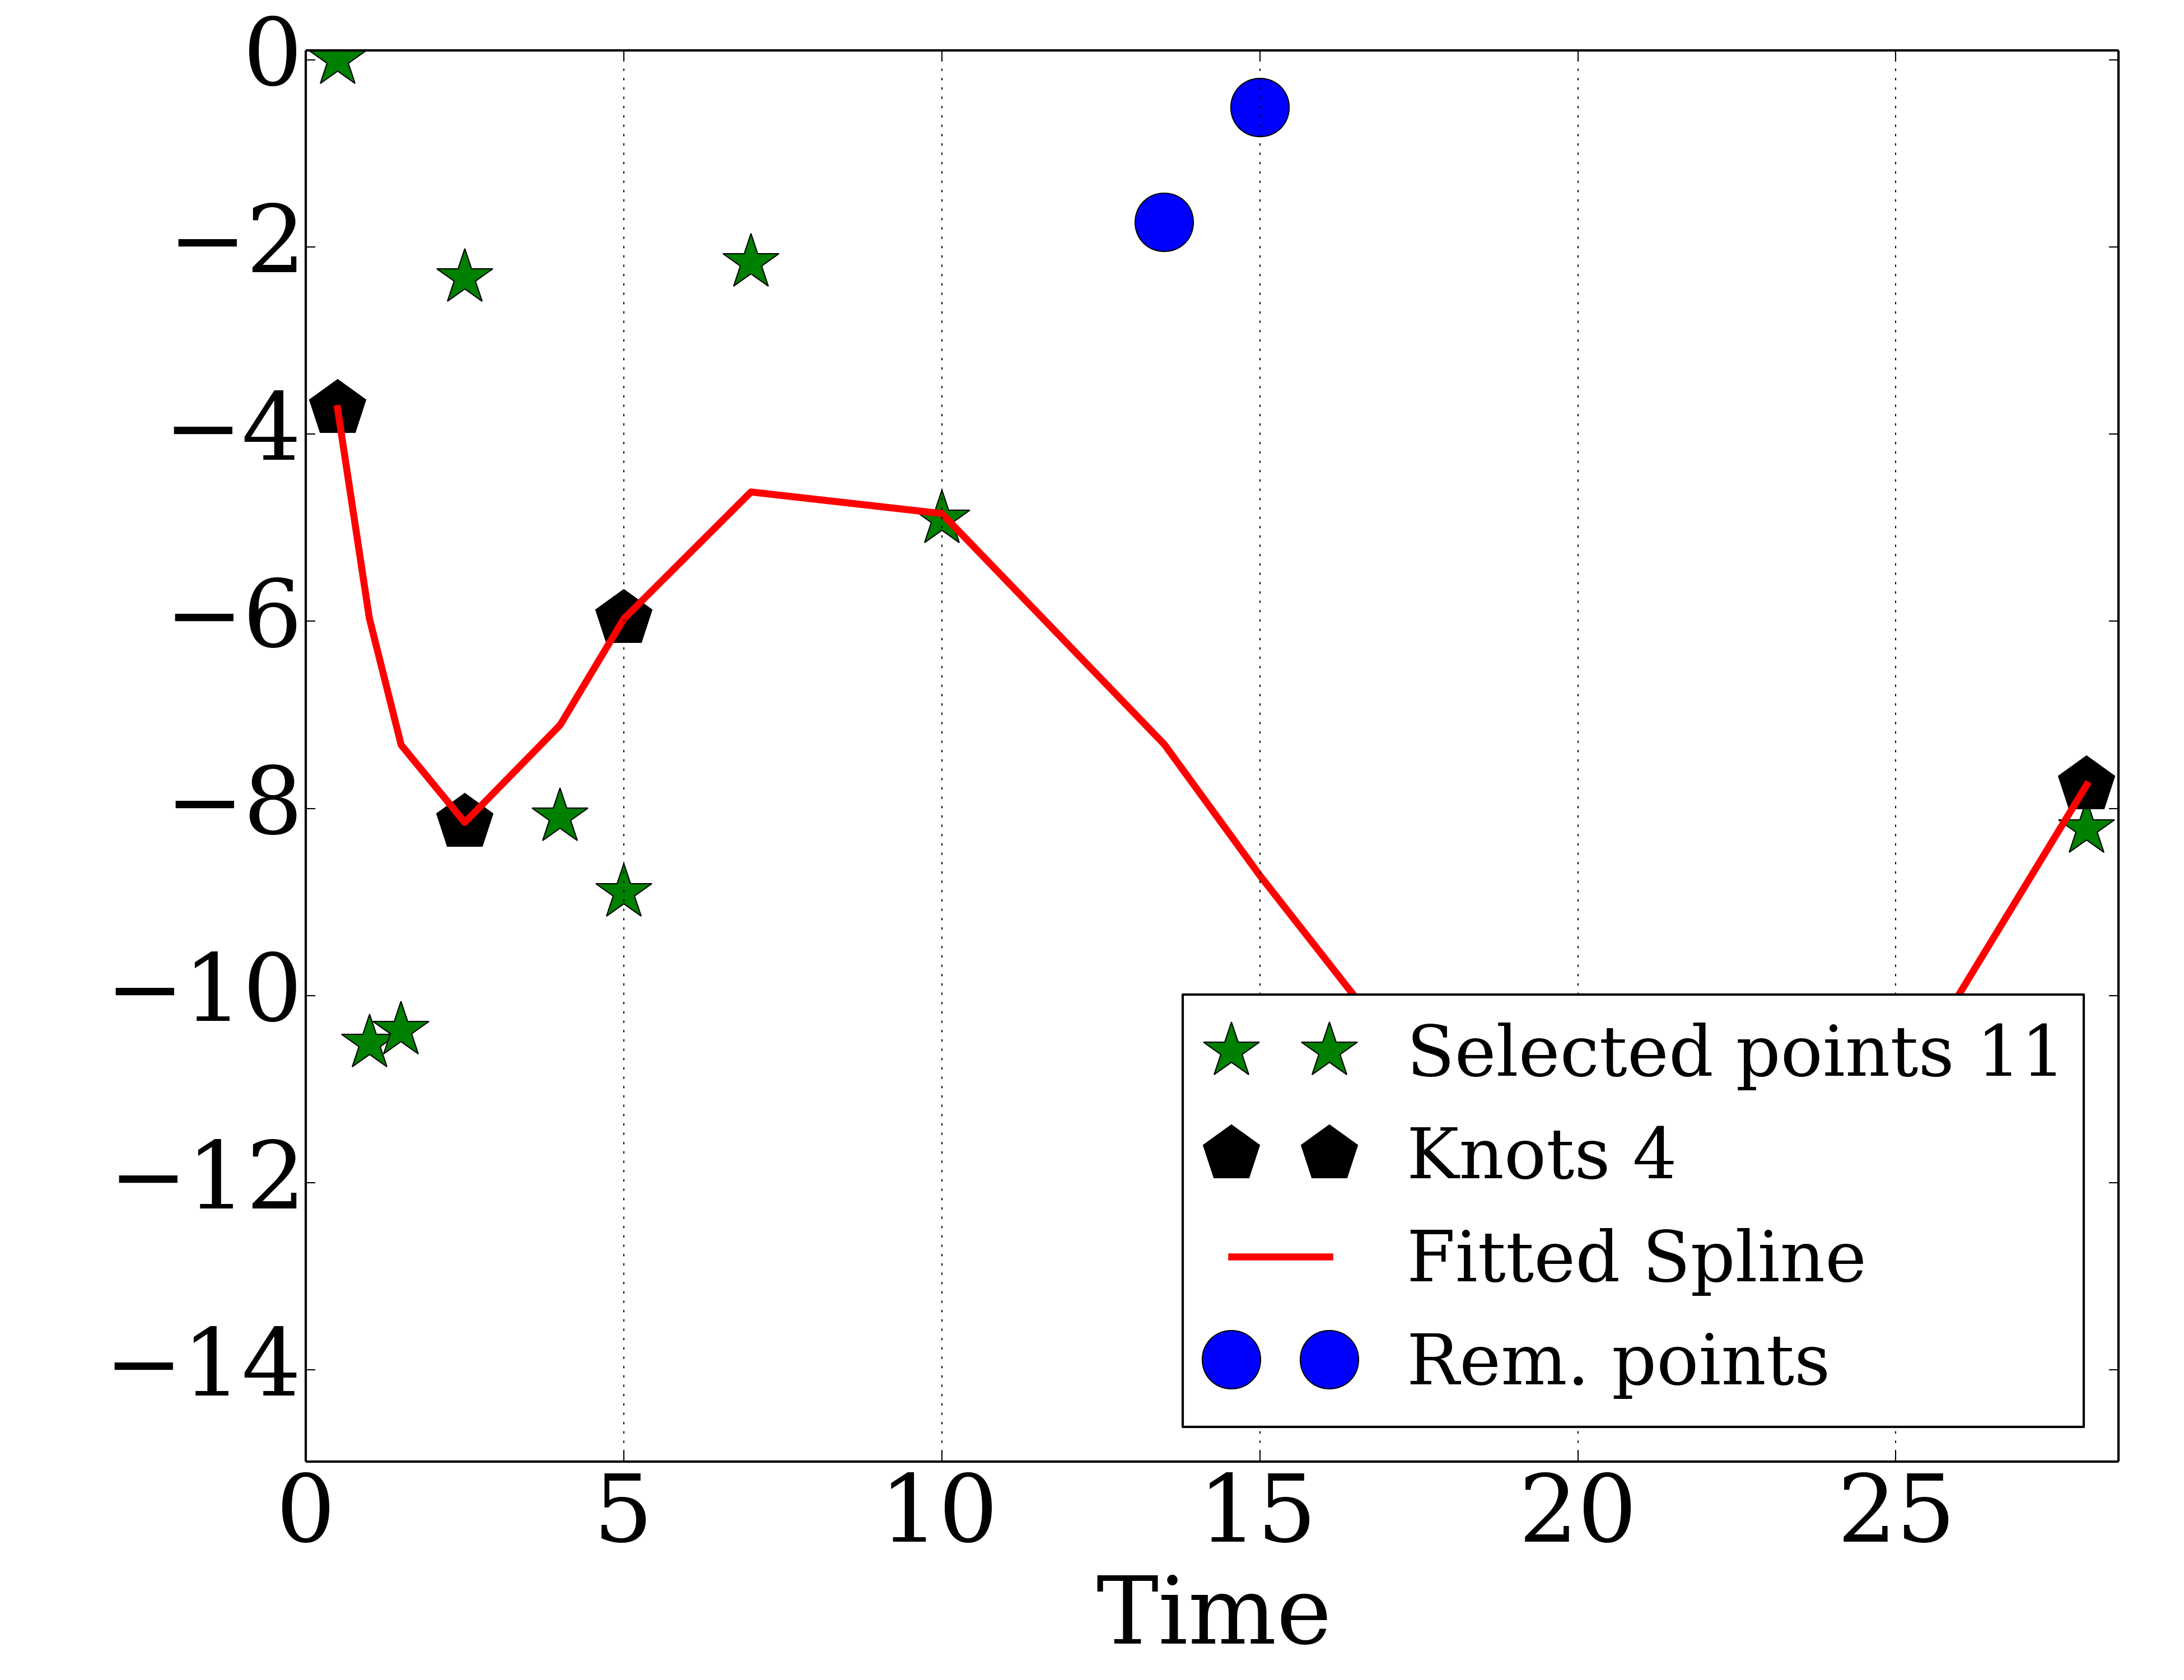 0
−2
−4
−6
−8
−10
−12
−14
Selected points 11
Knots 4
Fitted Spline
Rem. points
0 5 10 15 20 25
Time